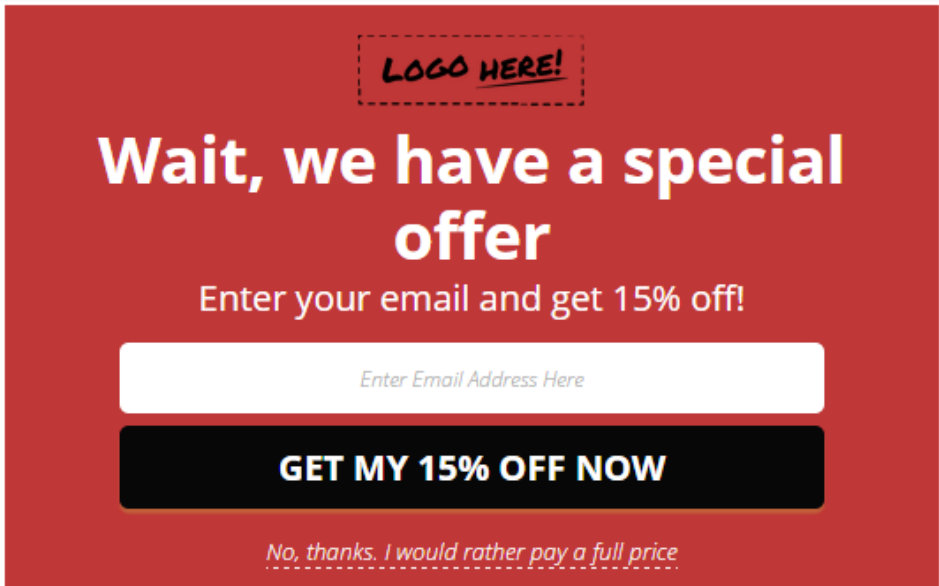 LOGO HERE!
Wait, we have a special
offer
Enter your email and get 15% off!
Enter Email Address Here
GET MY 15% OFF NOW
No, thanks. I would rather pay a full price